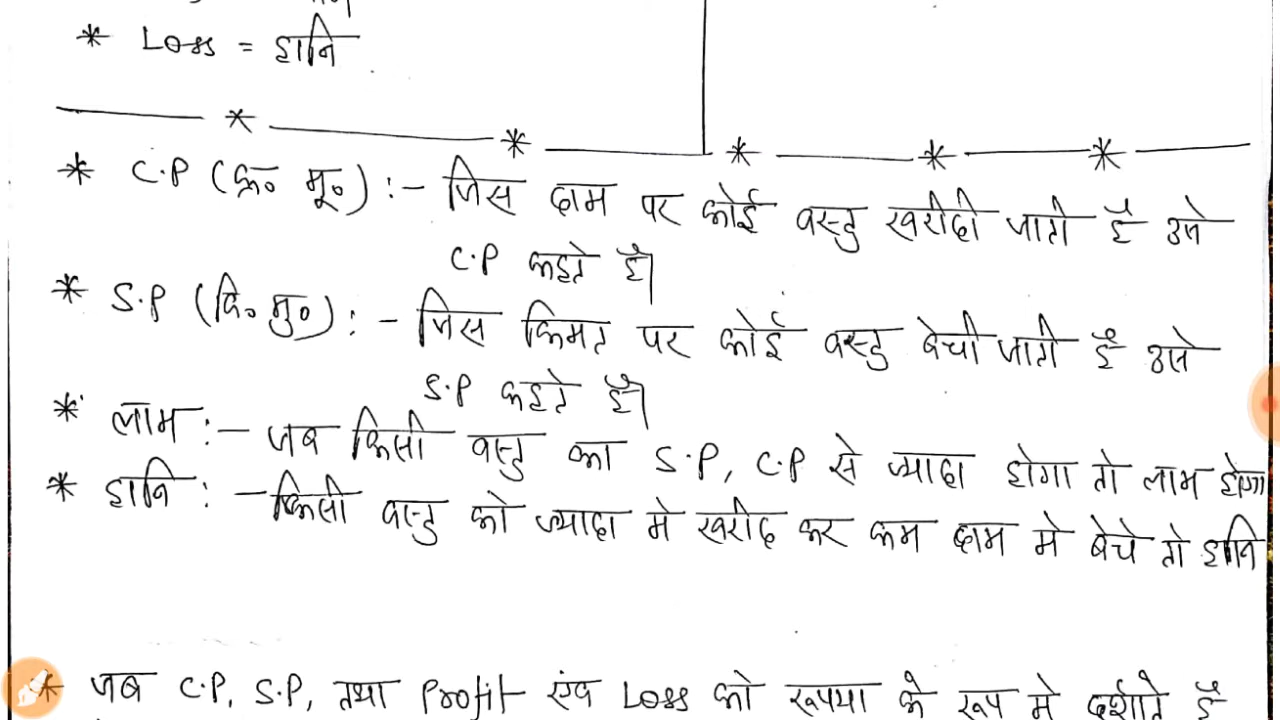 * Loss = हानि
* C.P (क्र० मू०) :- जिस दाम पर कोई वस्तु खरीदी जाती है उसे
C.P कहते है।
* S.P (वि० मु०) :- जिस किमत पर कोई वस्तु बेची जाती है उसे
S.P कहते है।
* लाभ :- जब किसी वस्तु का S.P, C.P से ज्यादा होगा तो लाभ होगा
* हानि : - किसी वस्तु को ज्यादा मे खरीद कर कम दाम मे बेचे तो हानि
* जब C.P, S.P, तथा Profit एंव Loss को रूपया के रूप मे दर्शाते है